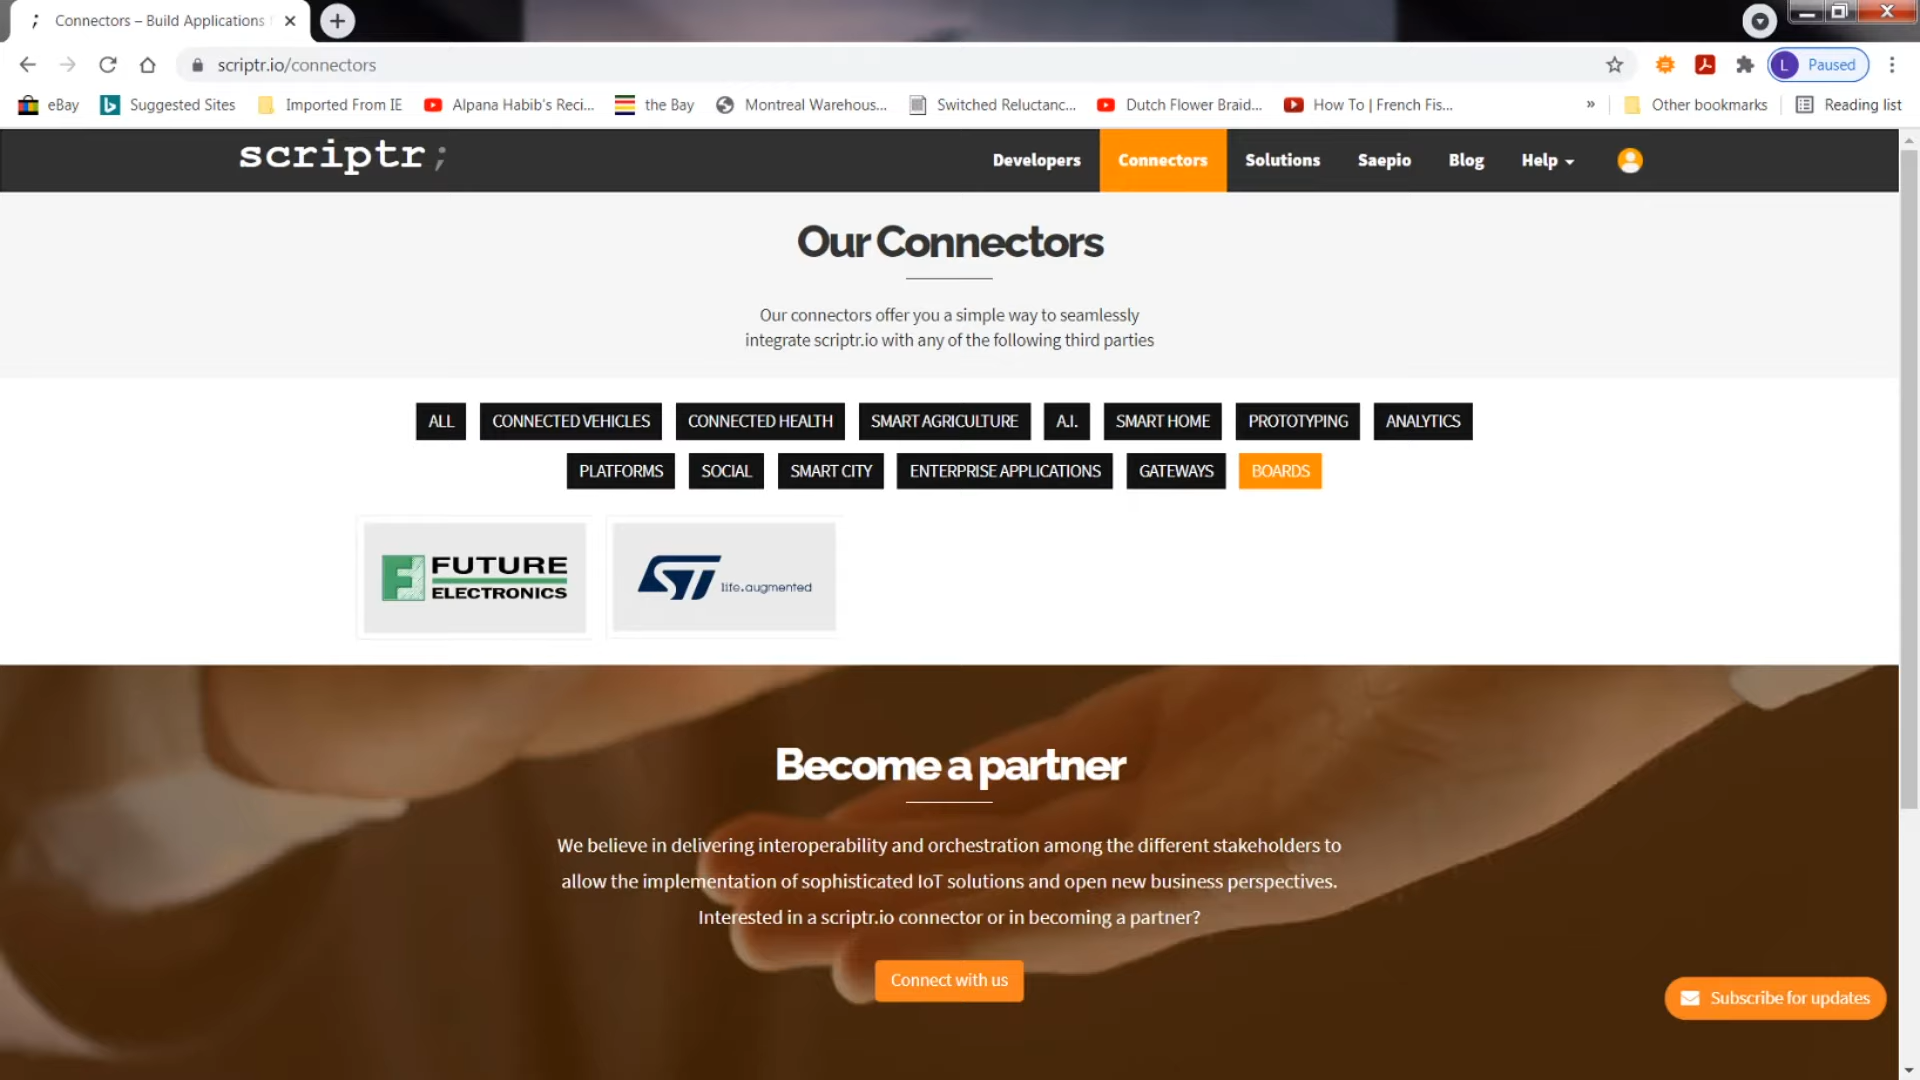 ; Connectors – Build Applications
scriptr.io/connectors
L Paused
eBay Suggested Sites Imported From IE Alpana Habib's Reci... the Bay Montreal Warehous... Switched Reluctanc... Dutch Flower Braid... How To | French Fis... » Other bookmarks Reading list
scriptr; Developers Connectors Solutions Saepio Blog Help
Our Connectors
Our connectors offer you a simple way to seamlessly
integrate scriptr.io with any of the following third parties
ALL CONNECTED VEHICLES CONNECTED HEALTH SMART AGRICULTURE A.I. SMART HOME PROTOTYPING ANALYTICS
PLATFORMS SOCIAL SMART CITY ENTERPRISE APPLICATIONS GATEWAYS BOARDS
FUTURE
ELECTRONICS
ST life.augmented
Become a partner
We believe in delivering interoperability and orchestration among the different stakeholders to
allow the implementation of sophisticated IoT solutions and open new business perspectives.
Interested in a scriptr.io connector or in becoming a partner?
Connect with us
Subscribe for updates